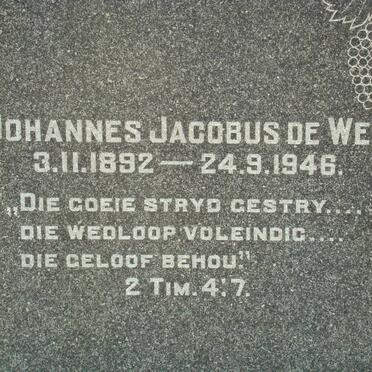 JOHANNES JACOBUS DE WE
3.11.1892 — 24.9.1946.
„DIE GOEIE STRYD GESTRY....
DIE WEDLOOP VOLEINDIG....
DIE GELOOF BEHOU."
2 TIM. 4:7.